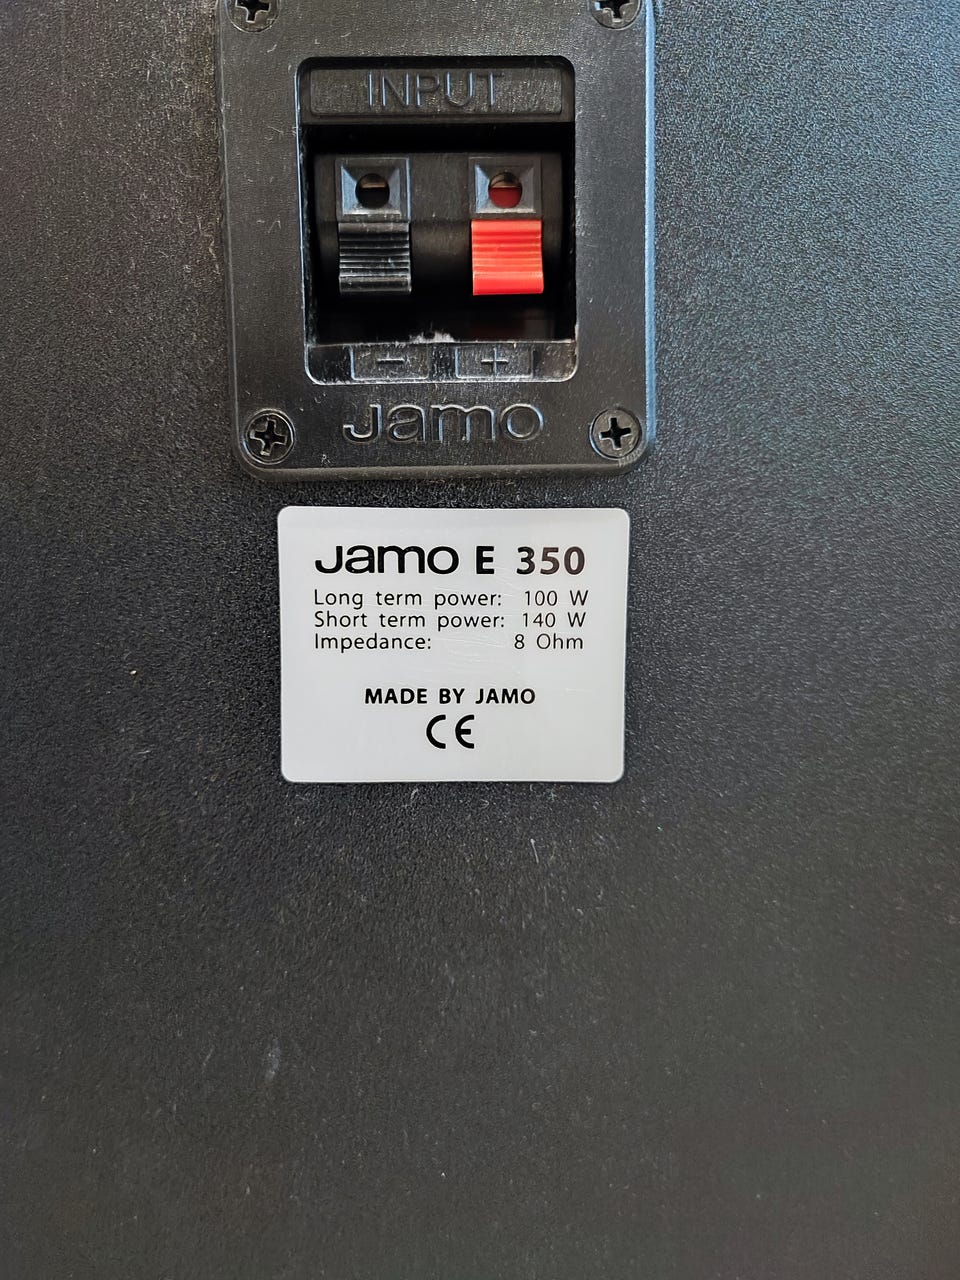 INPUT
- +
Jamo
Jamo E 350
Long term power: 100 W
Short term power: 140 W
Impedance: 8 Ohm
MADE BY JAMO
CE